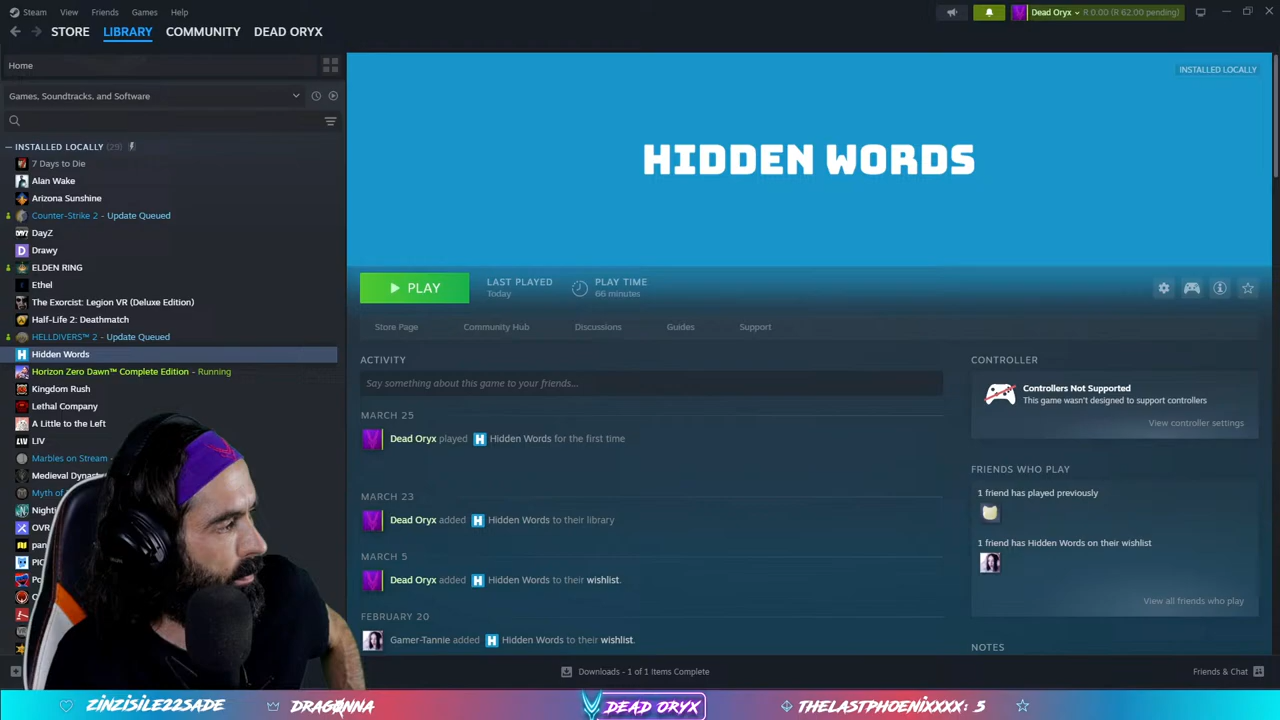 Steam View Friends Games Help
Dead Oryx R 0.00 (R 62.00 pending)
STORE LIBRARY COMMUNITY DEAD ORYX
Home
Games, Soundtracks, and Software
INSTALLED LOCALLY (29)
7 Days to Die
Alan Wake
Arizona Sunshine
Counter-Strike 2 - Update Queued
DayZ
Drawy
ELDEN RING
Ethel
The Exorcist: Legion VR (Deluxe Edition)
Half-Life 2: Deathmatch
HELLDIVERS™ 2 - Update Queued
Hidden Words
Horizon Zero Dawn™ Complete Edition - Running
Kingdom Rush
Lethal Company
A Little to the Left
LIV
Marbles on Stream -
Medieval Dynasty
Myth of
OVR
INSTALLED LOCALLY
HIDDEN WORDS
PLAY
LAST PLAYED
Today
PLAY TIME
66 minutes
Store Page Community Hub Discussions Guides Support
ACTIVITY
Say something about this game to your friends...
MARCH 25
Dead Oryx played H Hidden Words for the first time
MARCH 23
Dead Oryx added H Hidden Words to their library
MARCH 5
Dead Oryx added H Hidden Words to their wishlist.
FEBRUARY 20
Gamer-Tannie added H Hidden Words to their wishlist.
CONTROLLER
Controllers Not Supported
This game wasn't designed to support controllers
View controller settings
FRIENDS WHO PLAY
1 friend has played previously
1 friend has Hidden Words on their wishlist
View all friends who play
NOTES
Downloads - 1 of 1 Items Complete
Friends & Chat
ZINZISILE22SADE DRAGONNA DEAD ORYX THELASTPHOENIXXXX: 5